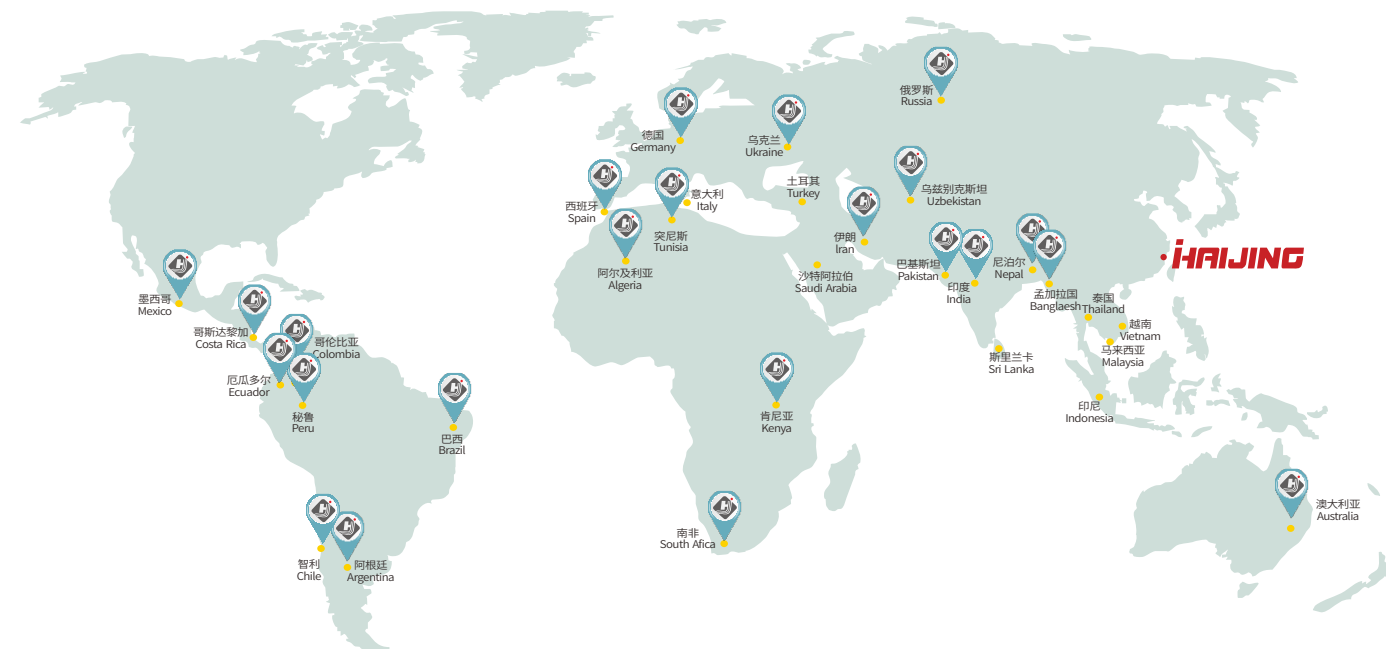 俄罗斯
Russia
德国
Germany
乌克兰
Ukraine
西班牙
Spain
意大利
Italy
突尼斯
Tunisia
土耳其
Turkey
乌兹别克斯坦
Uzbekistan
阿尔及利亚
Algeria
伊朗
Iran
沙特阿拉伯
Saudi Arabia
巴基斯坦
Pakistan
印度
India
尼泊尔
Nepal
孟加拉国
Banglaesh
泰国
Thailand
HAIJING
越南
Vietnam
马来西亚
Malaysia
斯里兰卡
Sri Lanka
印尼
Indonesia
墨西哥
Mexico
哥斯达黎加
Costa Rica
哥伦比亚
Colombia
厄瓜多尔
Ecuador
秘鲁
Peru
巴西
Brazil
肯尼亚
Kenya
南非
South Afica
智利
Chile
阿根廷
Argentina
澳大利亚
Australia